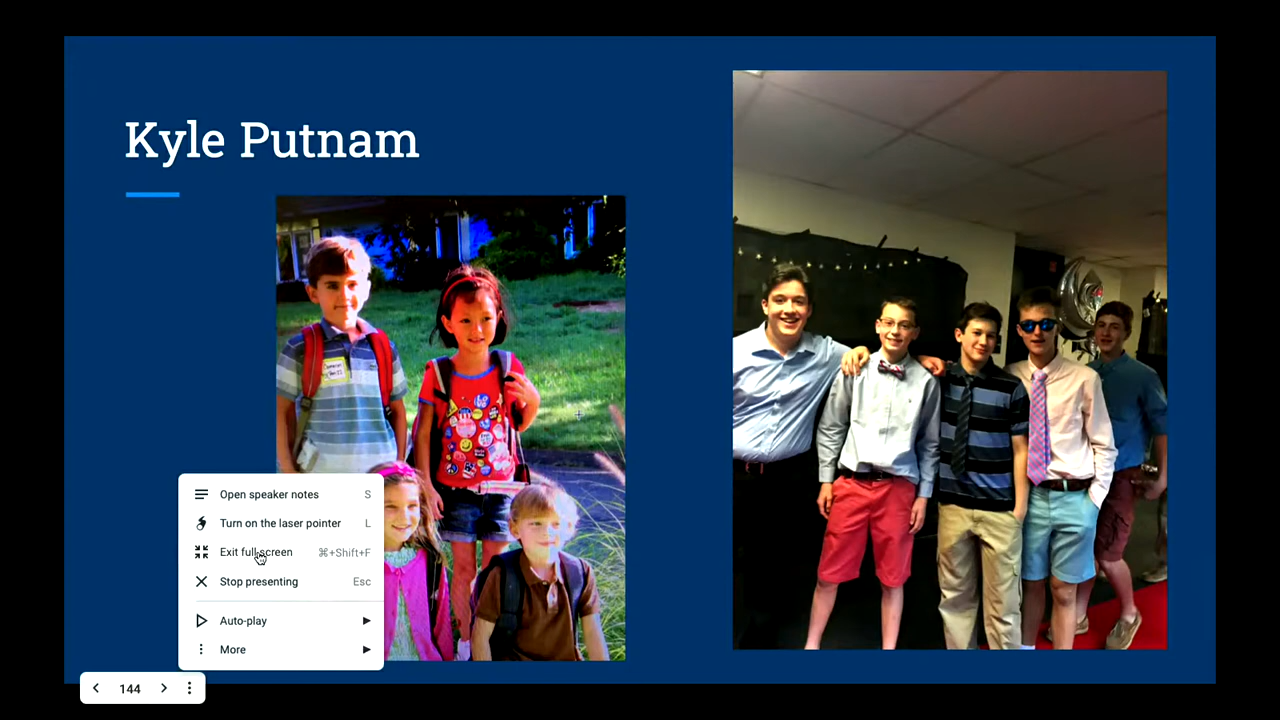 Kyle Putnam
Open speaker notes S
Turn on the laser pointer L
Exit full screen ⌘+Shift+F
Stop presenting Esc
Auto-play
More
144